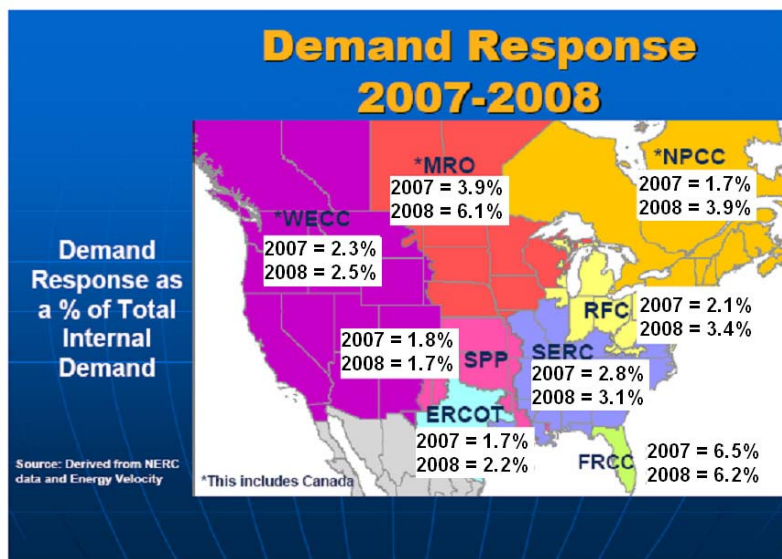 Demand Response
2007-2008
*MRO
2007 = 3.9%
2008 = 6.1%
*NPCC
2007 = 1.7%
2008 = 3.9%
*WECC
2007 = 2.3%
2008 = 2.5%
Demand
Response as
a % of Total
Internal
Demand
RFC
2007 = 2.1%
2008 = 3.4%
2007 = 1.8%
2008 = 1.7%
SPP
SERC
2007 = 2.8%
2008 = 3.1%
ERCOT
2007 = 1.7%
2008 = 2.2%
FRCC
2007 = 6.5%
2008 = 6.2%
Source: Derived from NERC
data and Energy Velocity
*This includes Canada